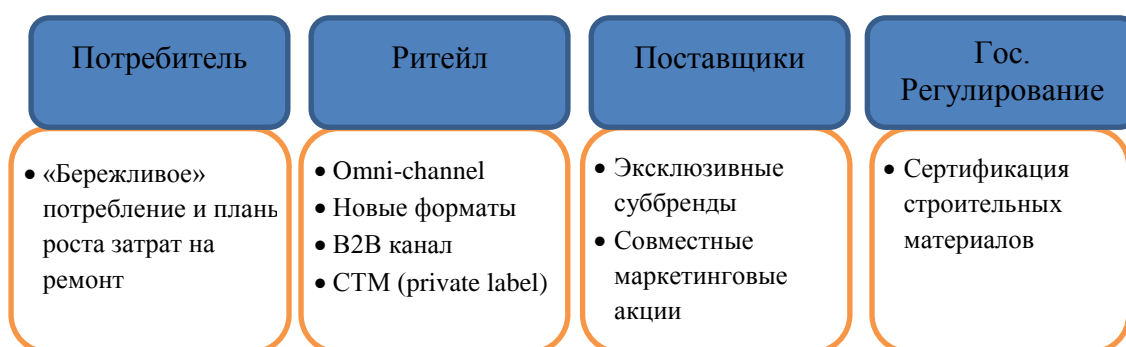 Потребитель
• «Бережливое»
потребление и планы
роста затрат на
ремонт
Ритейл
• Omni-channel
• Новые форматы
• B2B канал
• СТМ (private label)
Поставщики
• Эксклюзивные
суббренды
• Совместные
маркетинговые
акции
Гос.
Регулирование
• Сертификация
строительных
материалов